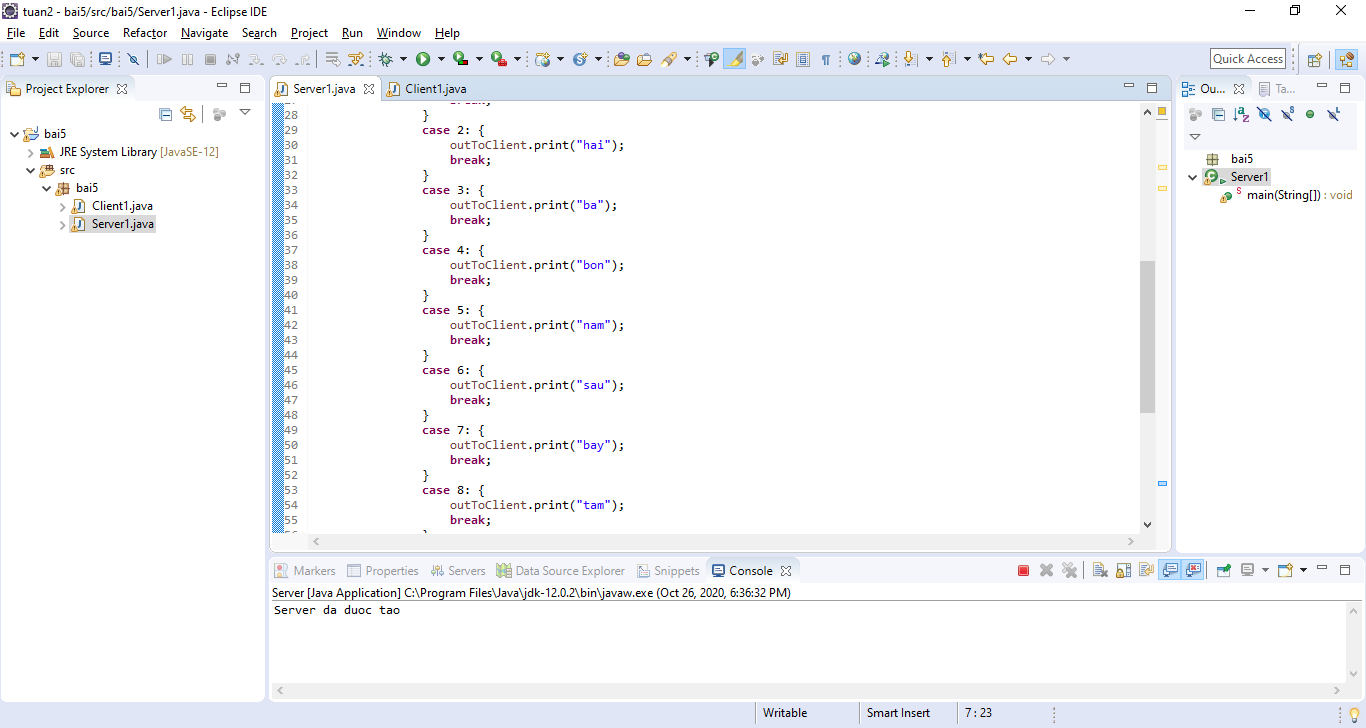 tuan2 - bai5/src/bai5/Server1.java - Eclipse IDE
File Edit Source Refactor Navigate Search Project Run Window Help
Quick Access
Project Explorer
bai5
JRE System Library [JavaSE-12]
src
bai5
Client1.java
Server1.java
Server1.java Client1.java
28 }
29 case 2: {
30 outToClient.print("hai");
31 break;
32 }
33 case 3: {
34 outToClient.print("ba");
35 break;
36 }
37 case 4: {
38 outToClient.print("bon");
39 break;
40 }
41 case 5: {
42 outToClient.print("nam");
43 break;
44 }
45 case 6: {
46 outToClient.print("sau");
47 break;
48 }
49 case 7: {
50 outToClient.print("bay");
51 break;
52 }
53 case 8: {
54 outToClient.print("tam");
55 break;
Ou... Ta...
bai5
Server1
main(String[]) : void
Markers Properties Servers Data Source Explorer Snippets Console
Server [Java Application] C:\Program Files\Java\jdk-12.0.2\bin\javaw.exe (Oct 26, 2020, 6:36:32 PM)
Server da duoc tao
Writable Smart Insert 7 : 23